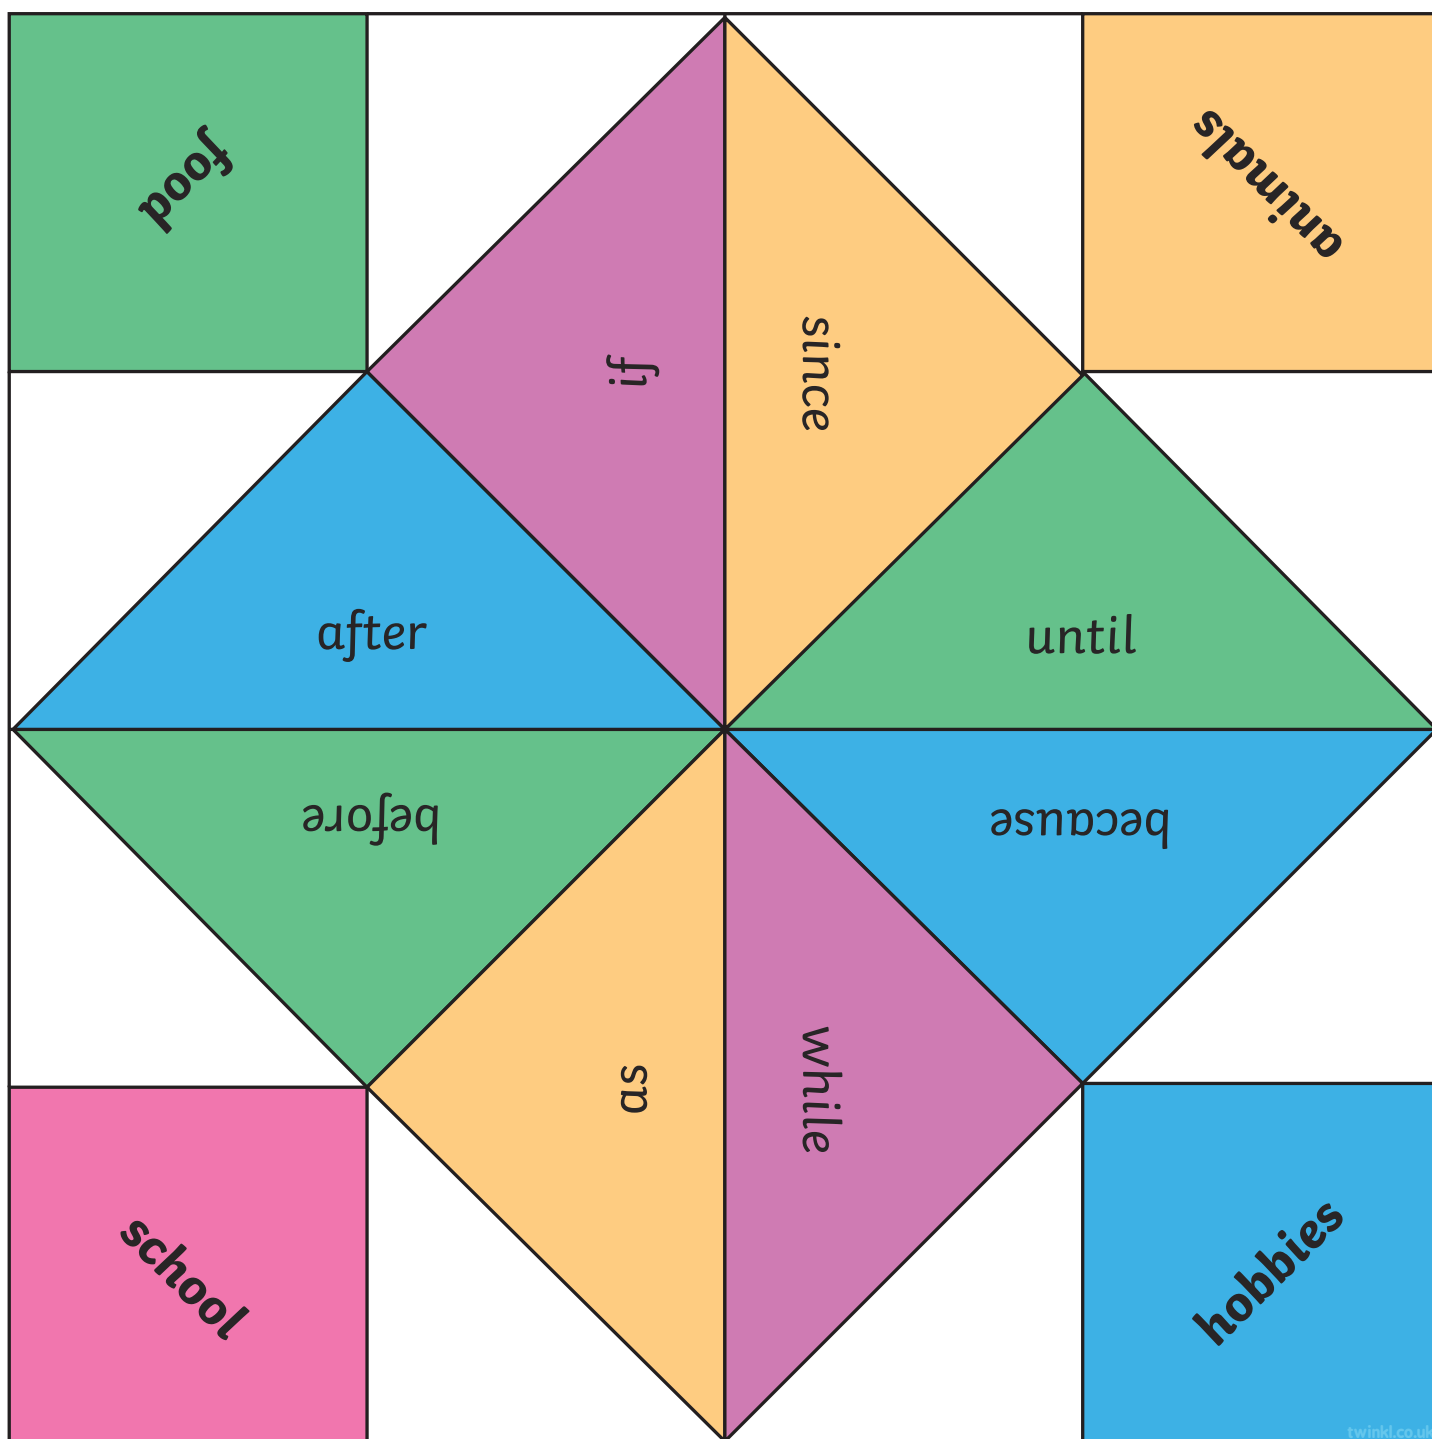 food
animals
if
since
after
until
before
because
as
while
school
hobbies
twinkl.co.uk